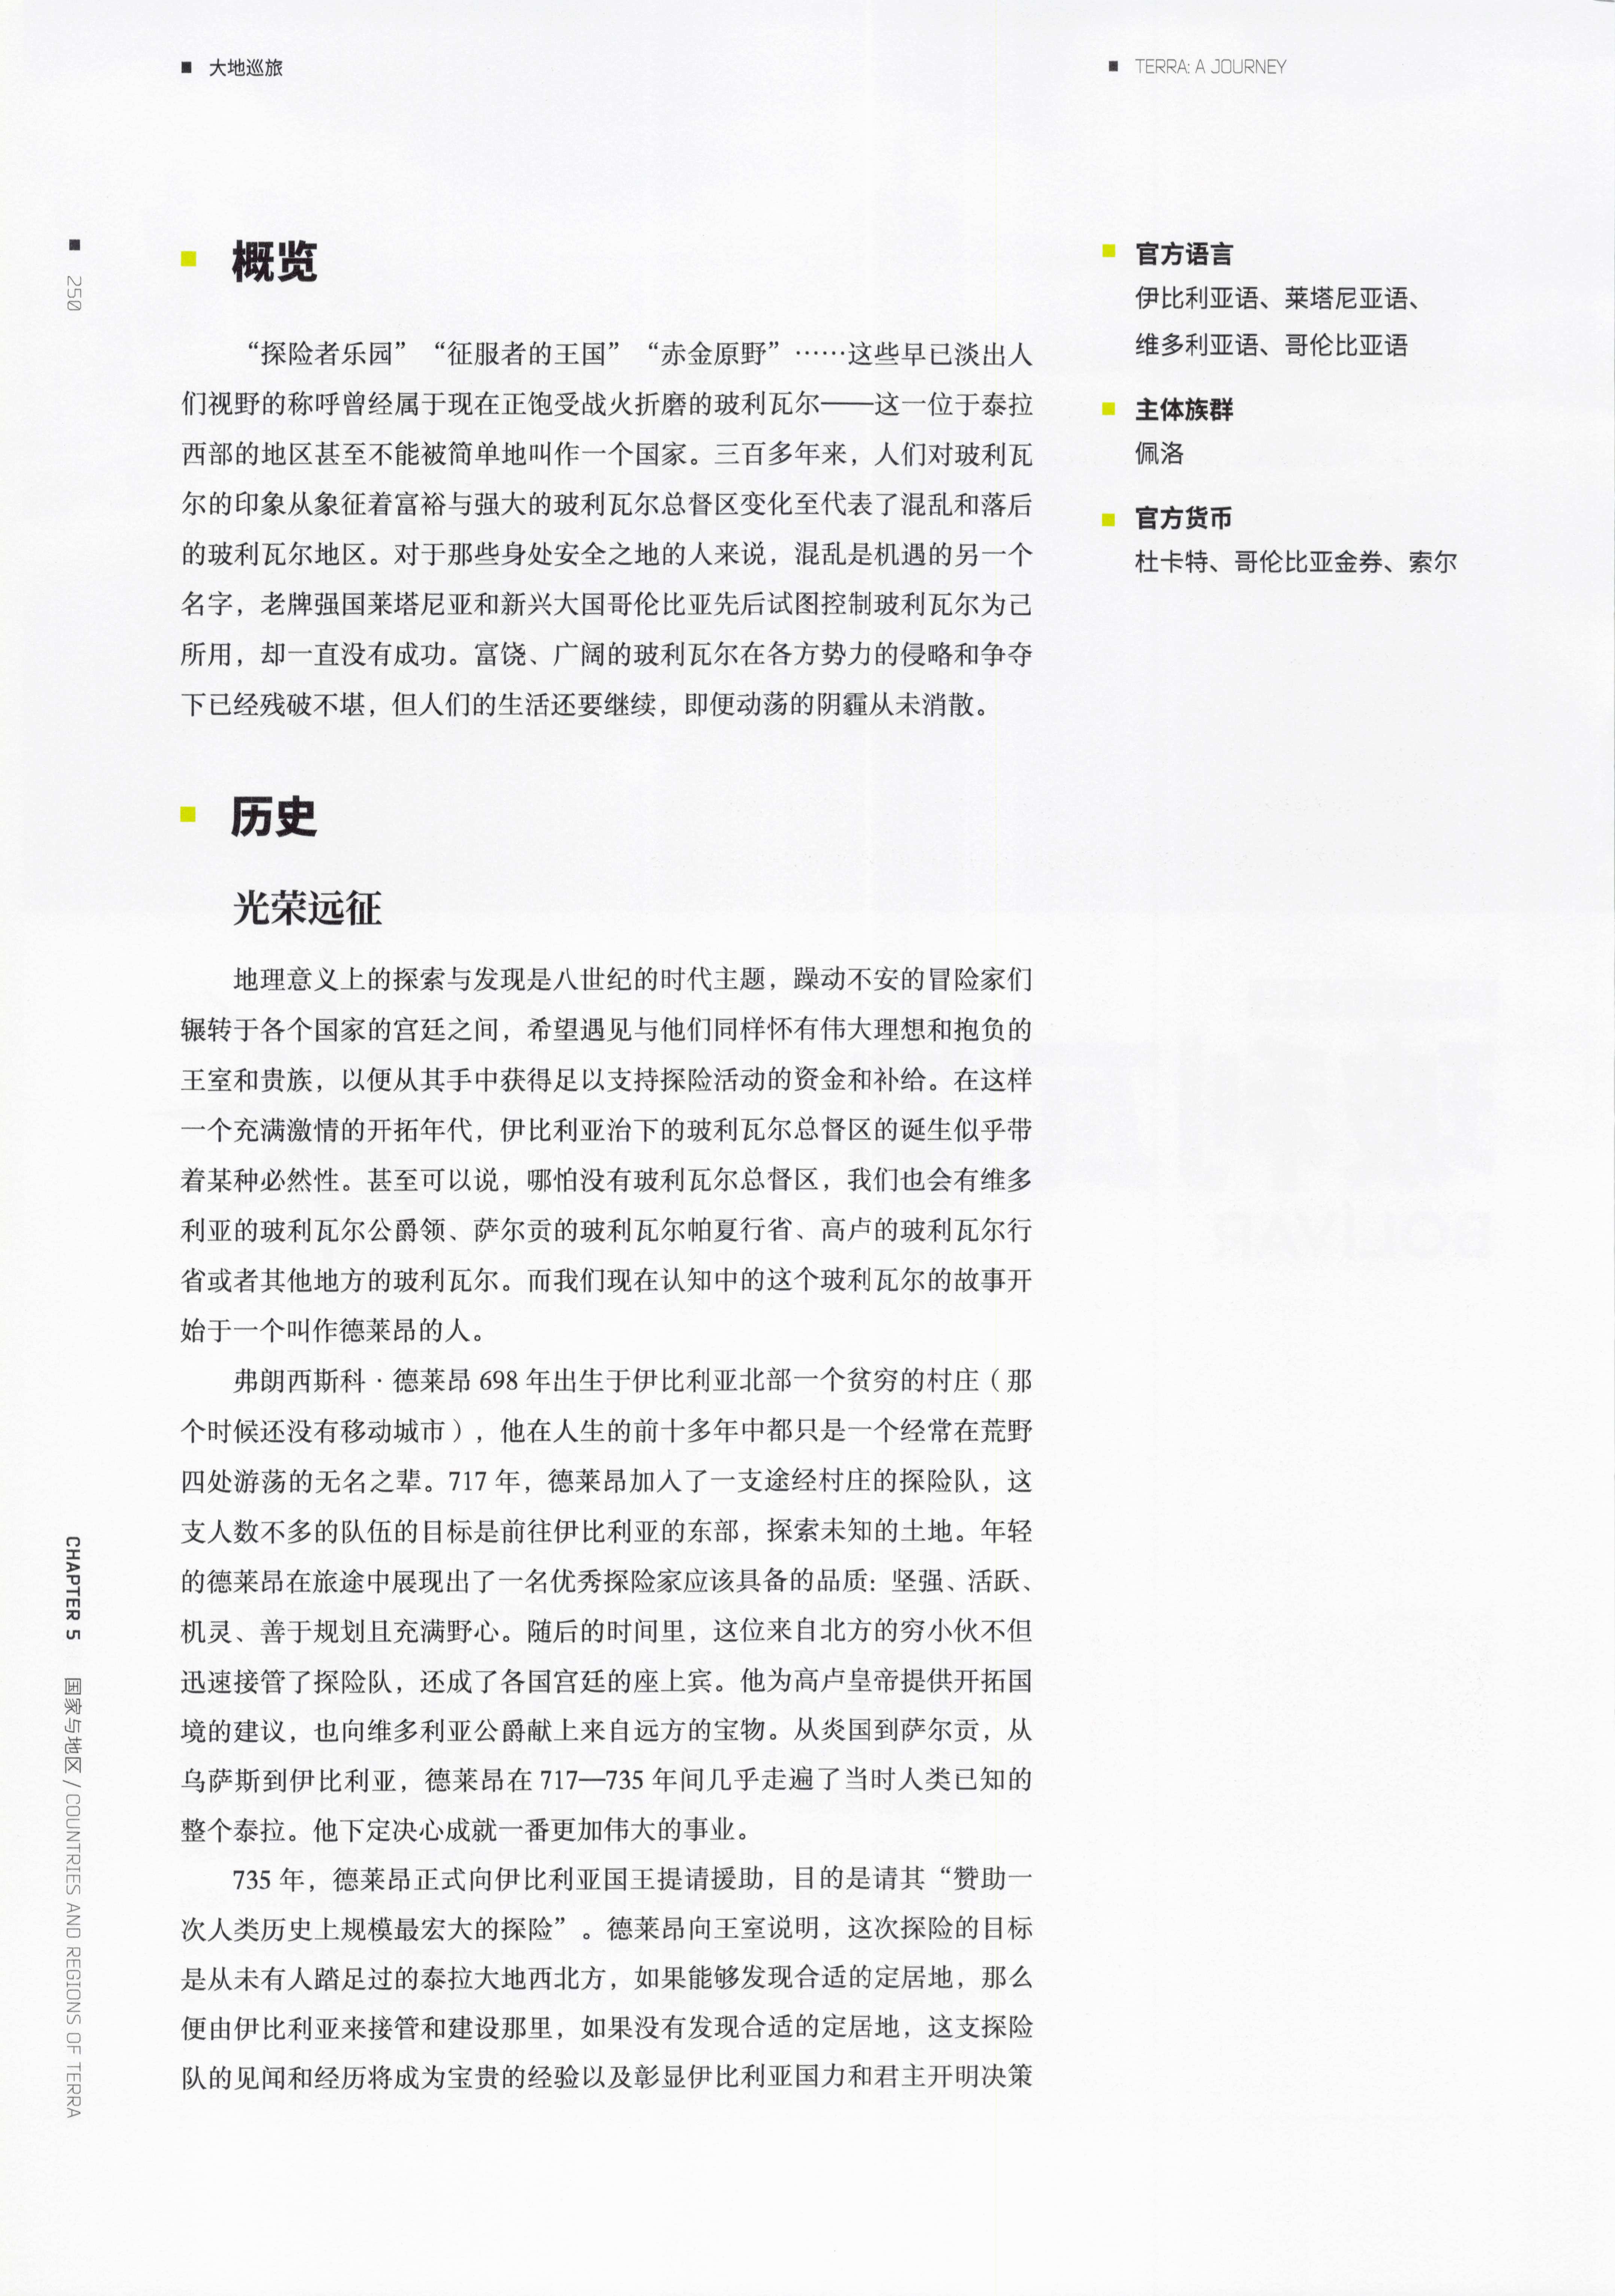 大地巡旅
TERRA: A JOURNEY
250
概览
“探险者乐园” “征服者的王国” “赤金原野”……这些早已淡出人
们视野的称呼曾经属于现在正饱受战火折磨的玻利瓦尔——这一位于泰拉
西部的地区甚至不能被简单地叫作一个国家。三百多年来，人们对玻利瓦
尔的印象从象征着富裕与强大的玻利瓦尔总督区变化至代表了混乱和落后
的玻利瓦尔地区。对于那些身处安全之地的人来说，混乱是机遇的另一个
名字，老牌强国莱塔尼亚和新兴大国哥伦比亚先后试图控制玻利瓦尔为己
所用，却一直没有成功。富饶、广阔的玻利瓦尔在各方势力的侵略和争夺
下已经残破不堪，但人们的生活还要继续，即便动荡的阴霾从未消散。
官方语言
伊比利亚语、莱塔尼亚语、
维多利亚语、哥伦比亚语
主体族群
佩洛
官方货币
杜卡特、哥伦比亚金券、索尔
历史
光荣远征
地理意义上的探索与发现是八世纪的时代主题，躁动不安的冒险家们
辗转于各个国家的宫廷之间，希望遇见与他们同样怀有伟大理想和抱负的
王室和贵族，以便从其手中获得足以支持探险活动的资金和补给。在这样
一个充满激情的开拓年代，伊比利亚治下的玻利瓦尔总督区的诞生似乎带
着某种必然性。甚至可以说，哪怕没有玻利瓦尔总督区，我们也会有维多
利亚的玻利瓦尔公爵领、萨尔贡的玻利瓦尔帕夏行省、高卢的玻利瓦尔行
省或者其他地方的玻利瓦尔。而我们现在认知中的这个玻利瓦尔的故事开
始于一个叫作德莱昂的人。
弗朗西斯科·德莱昂 698 年出生于伊比利亚北部一个贫穷的村庄（那
个时候还没有移动城市），他在人生的前十多年中都只是一个经常在荒野
四处游荡的无名之辈。717 年，德莱昂加入了一支途经村庄的探险队，这
支人数不多的队伍的目标是前往伊比利亚的东部，探索未知的土地。年轻
的德莱昂在旅途中展现出了一名优秀探险家应该具备的品质：坚强、活跃、
机灵、善于规划且充满野心。随后的时间里，这位来自北方的穷小伙不但
迅速接管了探险队，还成了各国宫廷的座上宾。他为高卢皇帝提供开拓国
境的建议，也向维多利亚公爵献上来自远方的宝物。从炎国到萨尔贡，从
乌萨斯到伊比利亚，德莱昂在 717—735 年间几乎走遍了当时人类已知的
整个泰拉。他下定决心成就一番更加伟大的事业。
735 年，德莱昂正式向伊比利亚国王提请援助，目的是请其“赞助一
次人类历史上规模最宏大的探险”。德莱昂向王室说明，这次探险的目标
是从未有人踏足过的泰拉大地西北方，如果能够发现合适的定居地，那么
便由伊比利亚来接管和建设那里，如果没有发现合适的定居地，这支探险
队的见闻和经历将成为宝贵的经验以及彰显伊比利亚国力和君主开明决策
CHAPTER 5 国家与地区 / COUNTRIES AND REGIONS OF TERRA